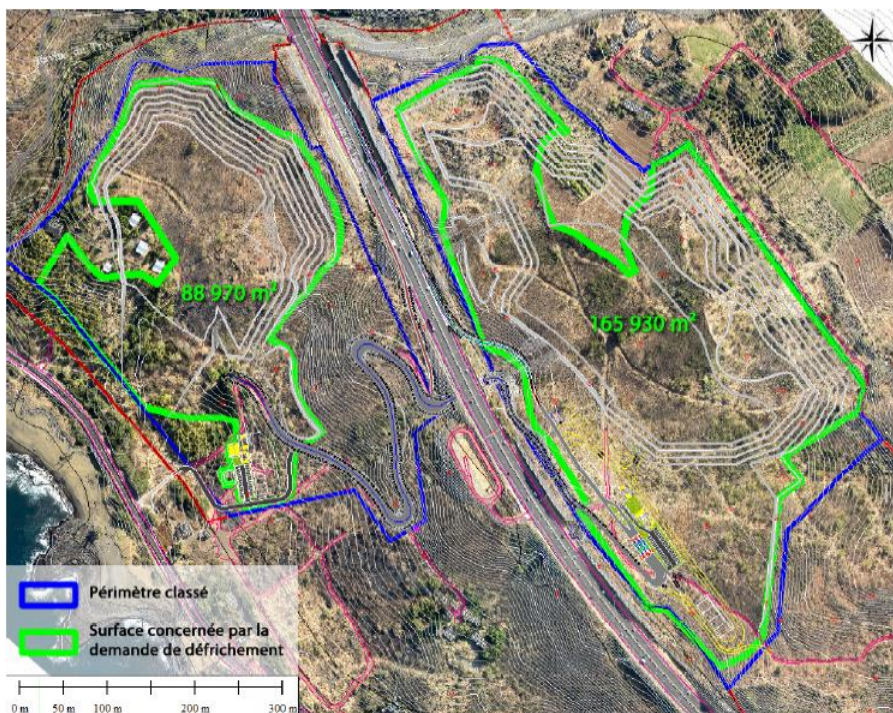 88 970 m²
165 930 m²
Périmètre classé
Surface concernée par la
demande de défrichement
0 m 50 m 100 m 200 m 300 m